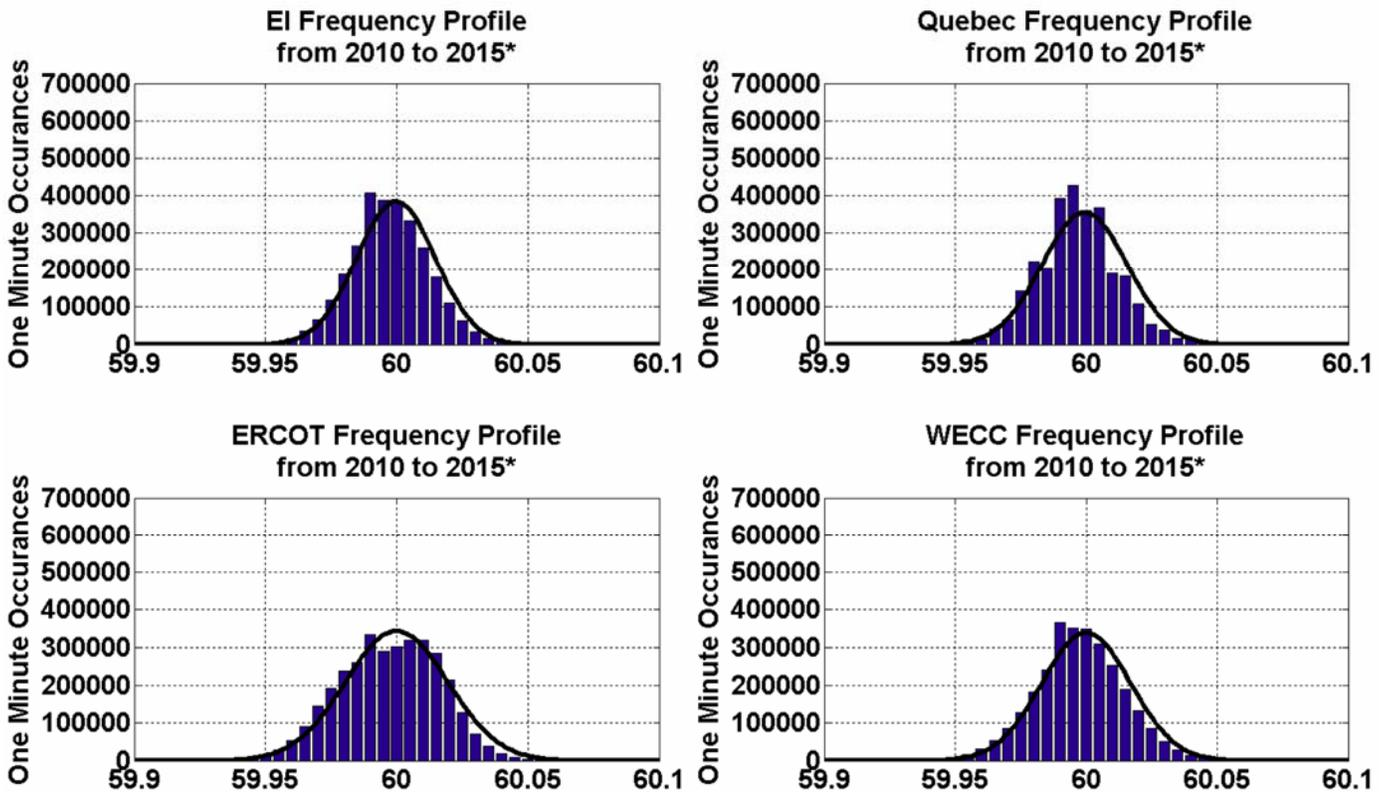 EI Frequency Profile
from 2010 to 2015*
One Minute Occurances
700000
600000
500000
400000
300000
200000
100000
0
59.9 59.95 60 60.05 60.1
Quebec Frequency Profile
from 2010 to 2015*
One Minute Occurances
700000
600000
500000
400000
300000
200000
100000
0
59.9 59.95 60 60.05 60.1
ERCOT Frequency Profile
from 2010 to 2015*
One Minute Occurances
700000
600000
500000
400000
300000
200000
100000
0
59.9 59.95 60 60.05 60.1
WECC Frequency Profile
from 2010 to 2015*
One Minute Occurances
700000
600000
500000
400000
300000
200000
100000
0
59.9 59.95 60 60.05 60.1